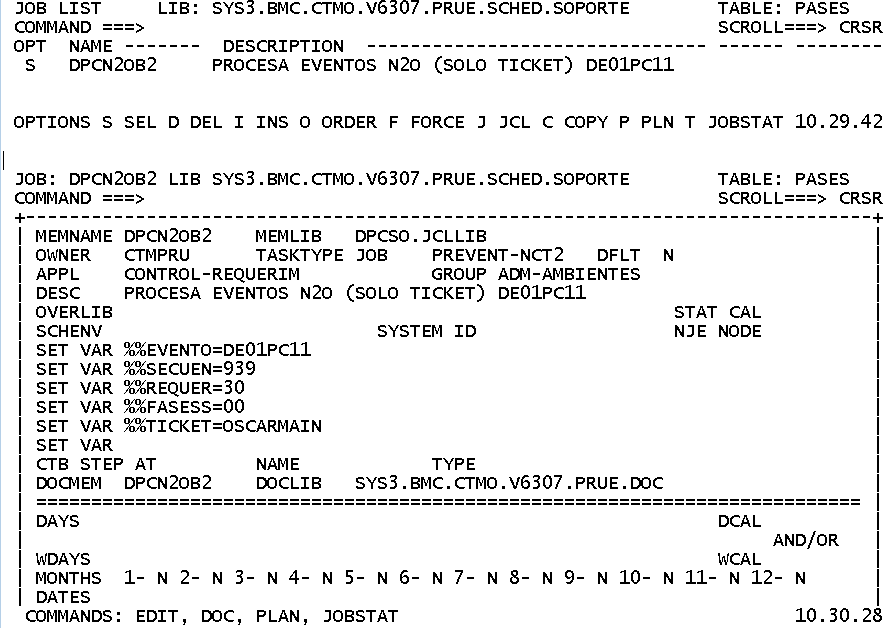 JOB LIST     LIB: SYS3.BMC.CTMO.V6307.PRUE.SCHED.SOPORTE        TABLE: PASES
COMMAND ===>                                                    SCROLL===> CRSR
OPT  NAME -------  DESCRIPTION  ------------------------------- ------ --------
 S   DPCN2OB2     PROCESA EVENTOS N2O (SOLO TICKET) DE01PC11
OPTIONS S SEL D DEL I INS O ORDER F FORCE J JCL C COPY P PLN T JOBSTAT 10.29.42
JOB: DPCN2OB2 LIB SYS3.BMC.CTMO.V6307.PRUE.SCHED.SOPORTE        TABLE: PASES
COMMAND ===>                                                    SCROLL===> CRSR
+-----------------------------------------------------------------------------+
| MEMNAME DPCN2OB2    MEMLIB   DPCSO.JCLLIB
| OWNER   CTMPRU      TASKTYPE JOB    PREVENT-NCT2   DFLT  N
| APPL    CONTROL-REQUERIM            GROUP ADM-AMBIENTES
| DESC    PROCESA EVENTOS N2O (SOLO TICKET) DE01PC11
| OVERLIB                                                   STAT CAL
| SCHENV                         SYSTEM ID                  NJE NODE
| SET VAR %%EVENTO=DE01PC11
| SET VAR %%SECUEN=939
| SET VAR %%REQUER=30
| SET VAR %%FASESS=00
| SET VAR %%TICKET=OSCARMAIN
| SET VAR
| CTB STEP AT         NAME            TYPE
| DOCMEM  DPCN2OB2    DOCLIB   SYS3.BMC.CTMO.V6307.PRUE.DOC
| ===========================================================================
| DAYS                                                          DCAL
AND/OR
| WDAYS                                                         WCAL
| MONTHS  1- N 2- N 3- N 4- N 5- N 6- N 7- N 8- N 9- N 10- N 11- N 12- N
| DATES
COMMANDS: EDIT, DOC, PLAN, JOBSTAT                                    10.30.28